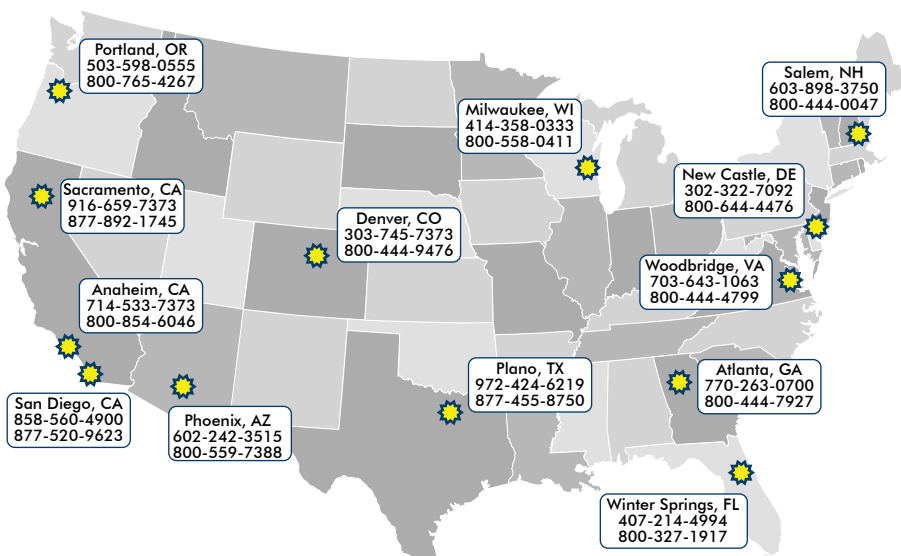 Portland, OR
503-598-0555
800-765-4267
Salem, NH
603-898-3750
800-444-0047
Milwaukee, WI
414-358-0333
800-558-0411
New Castle, DE
302-322-7092
800-644-4476
Sacramento, CA
916-659-7373
877-892-1745
Denver, CO
303-745-7373
800-444-9476
Woodbridge, VA
703-643-1063
800-444-4799
Anaheim, CA
714-533-7373
800-854-6046
Plano, TX
972-424-6219
877-455-8750
Atlanta, GA
770-263-0700
800-444-7927
San Diego, CA
858-560-4900
877-520-9623
Phoenix, AZ
602-242-3515
800-559-7388
Winter Springs, FL
407-214-4994
800-327-1917